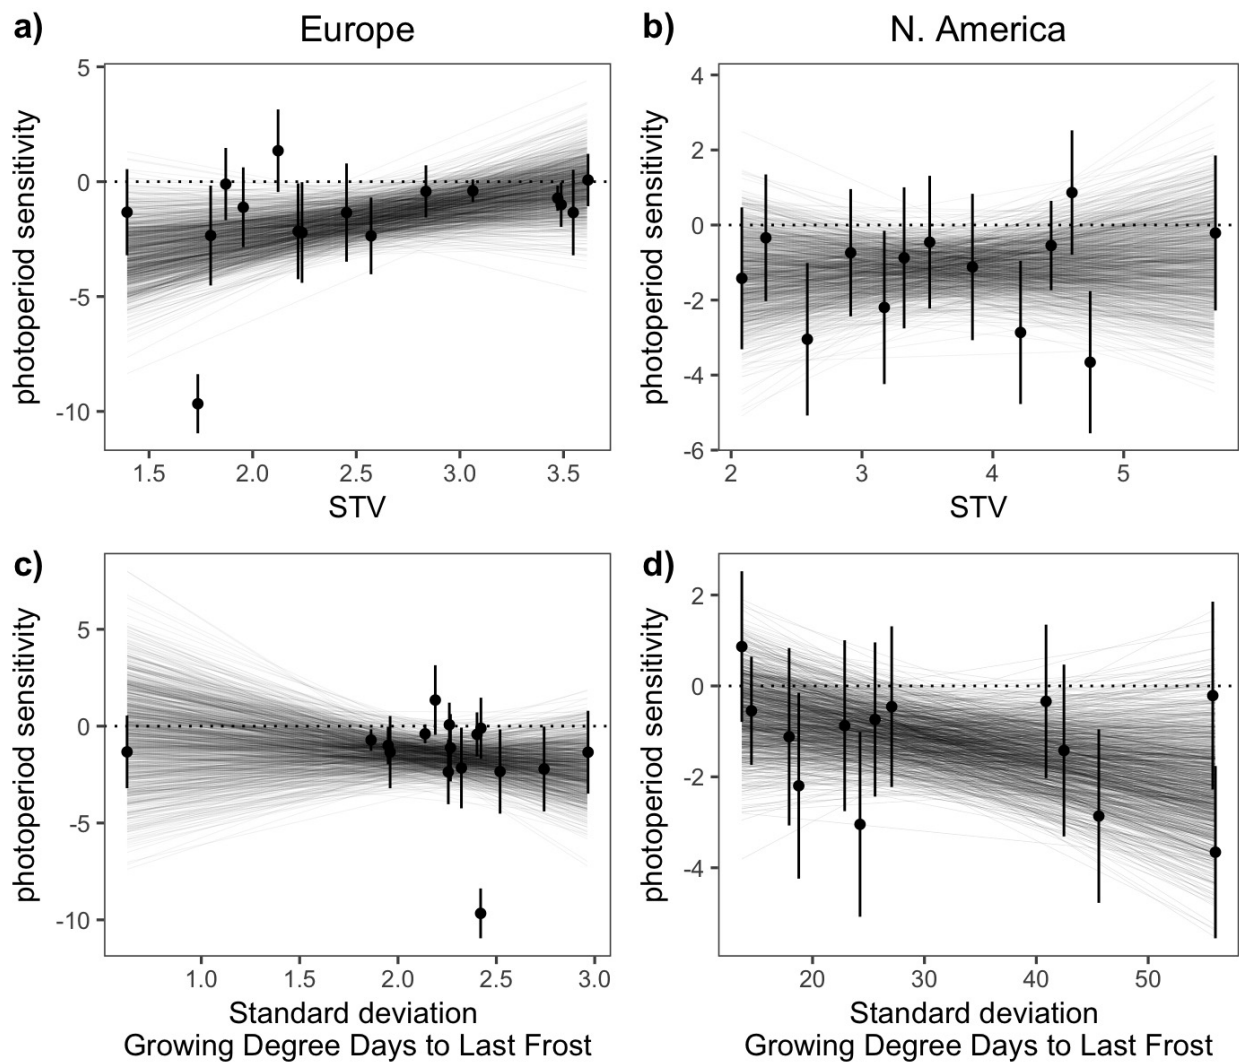 a) Europe
5
0
-5
-10
photoperiod sensitivity
1.5 2.0 2.5 3.0 3.5
STV
b) N. America
4
2
0
-2
-4
-6
photoperiod sensitivity
2 3 4 5
STV
c)
5
0
-5
-10
photoperiod sensitivity
1.0 1.5 2.0 2.5 3.0
Standard deviation
Growing Degree Days to Last Frost
d)
2
0
-2
-4
photoperiod sensitivity
20 30 40 50
Standard deviation
Growing Degree Days to Last Frost